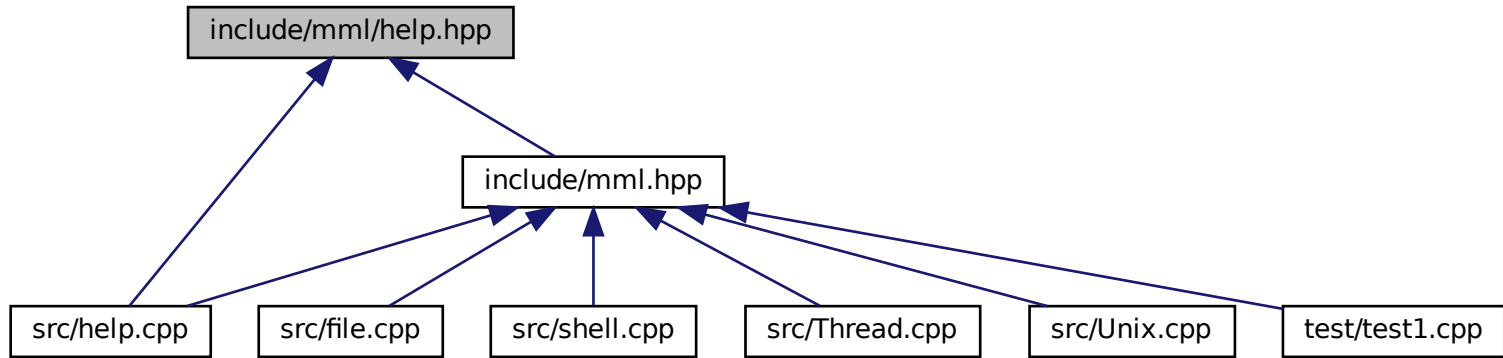 include/mml/help.hpp
include/mml.hpp
src/help.cpp
src/file.cpp
src/shell.cpp
src/Thread.cpp
src/Unix.cpp
test/test1.cpp